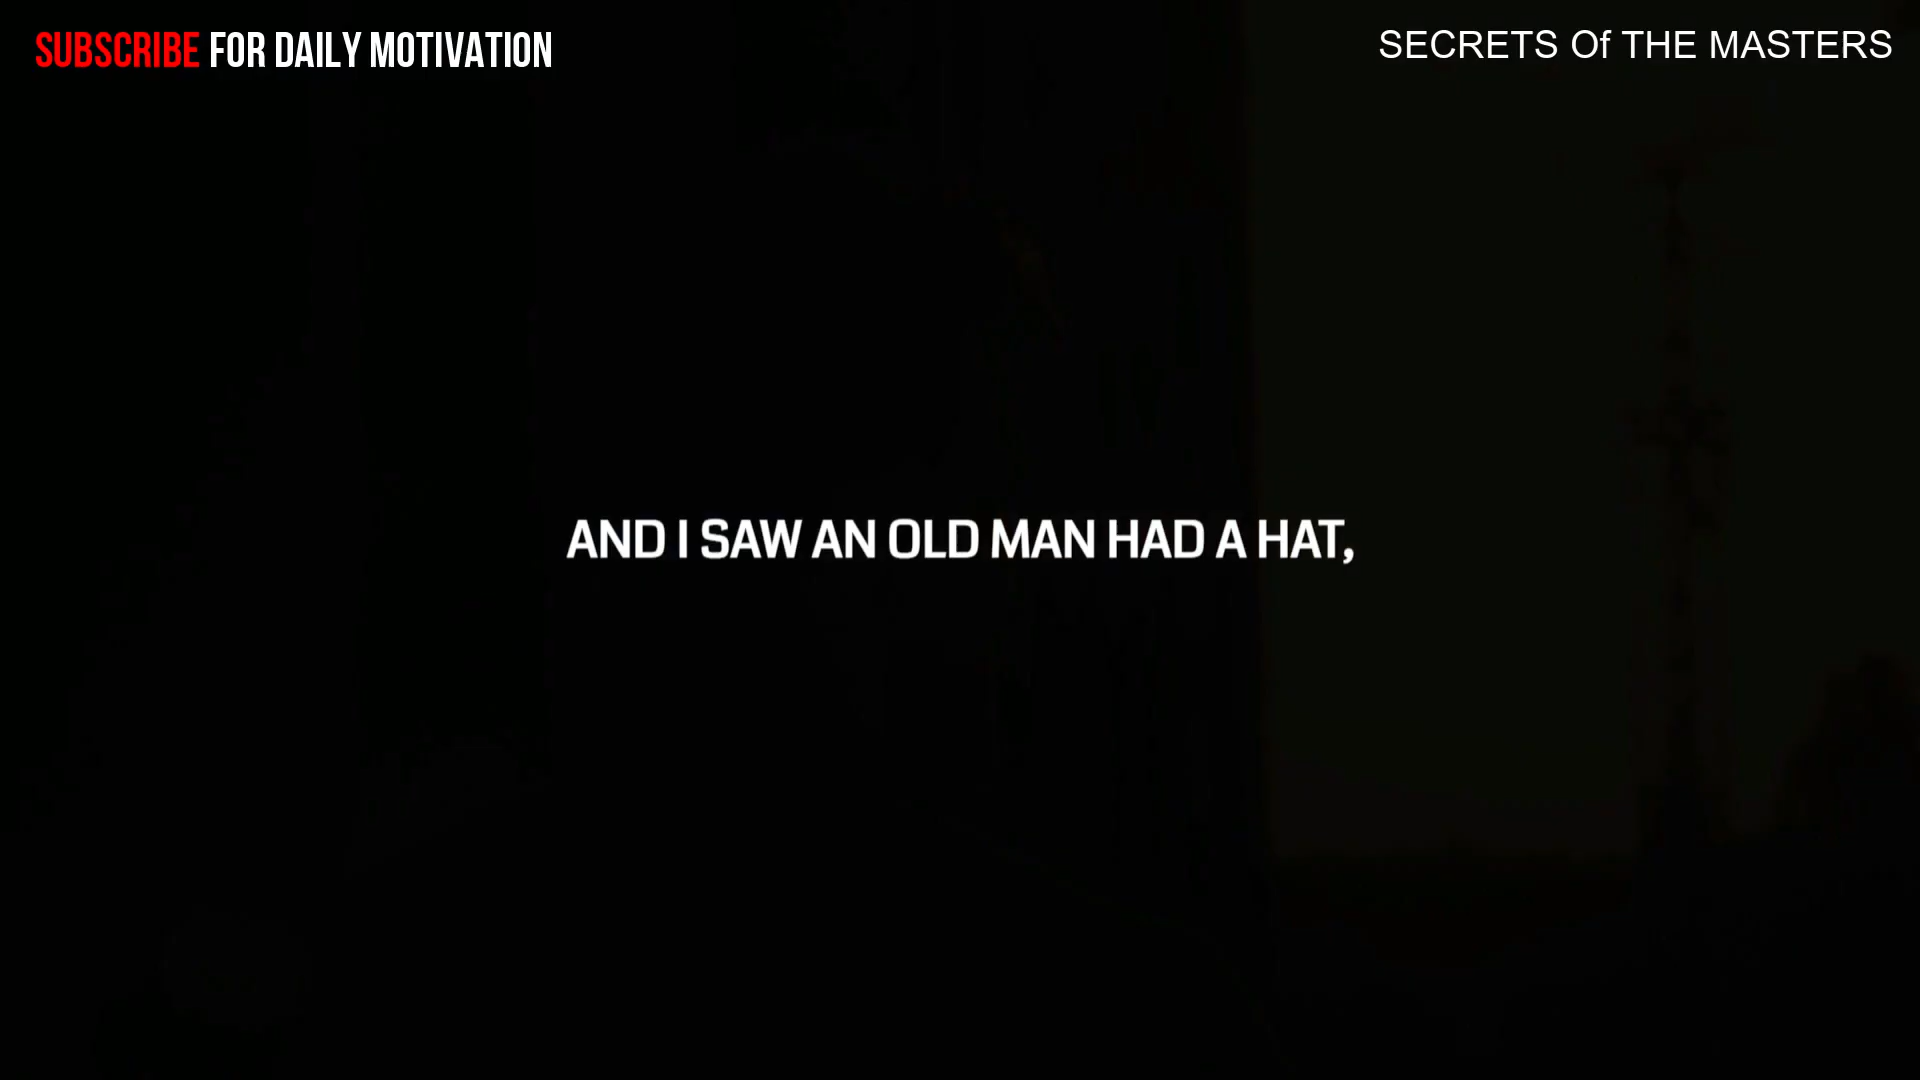 SUBSCRIBE FOR DAILY MOTIVATION
SECRETS Of THE MASTERS
AND I SAW AN OLD MAN HAD A HAT,